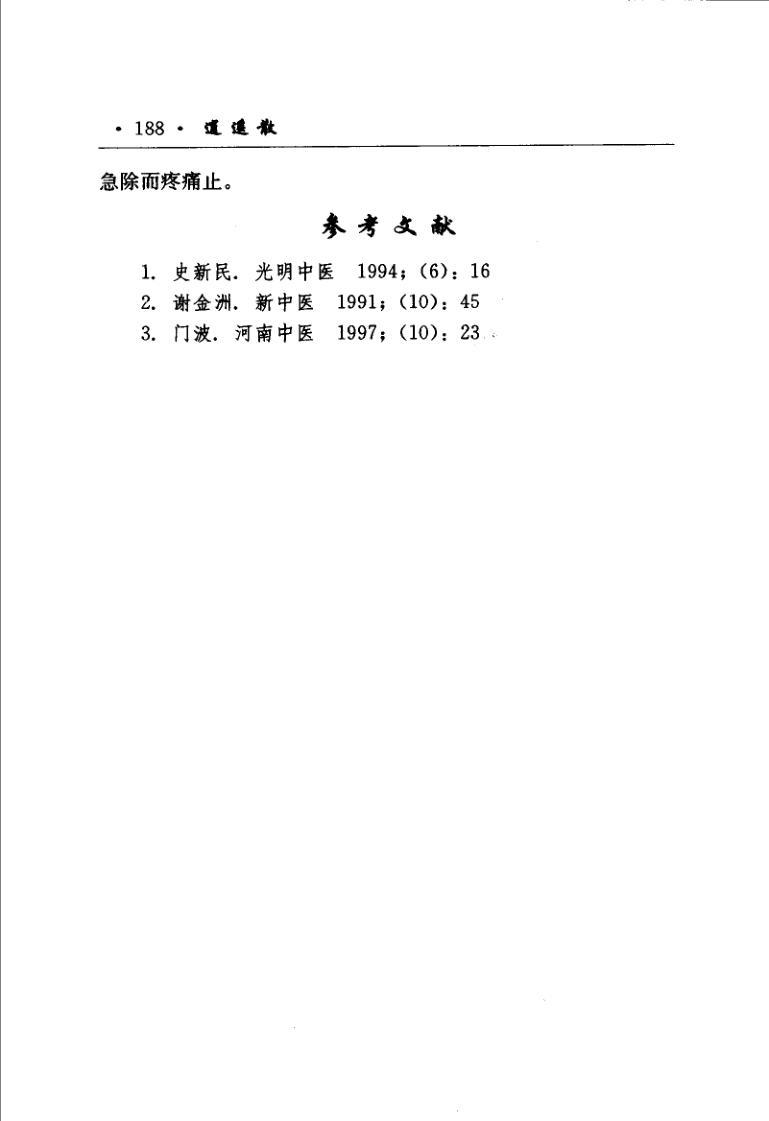 · 188 · 逍遥散
急除而疼痛止。
参考文献
1. 史新民. 光明中医 1994；(6)：16
2. 谢金洲. 新中医 1991；(10)：45
3. 门波. 河南中医 1997；(10)：23